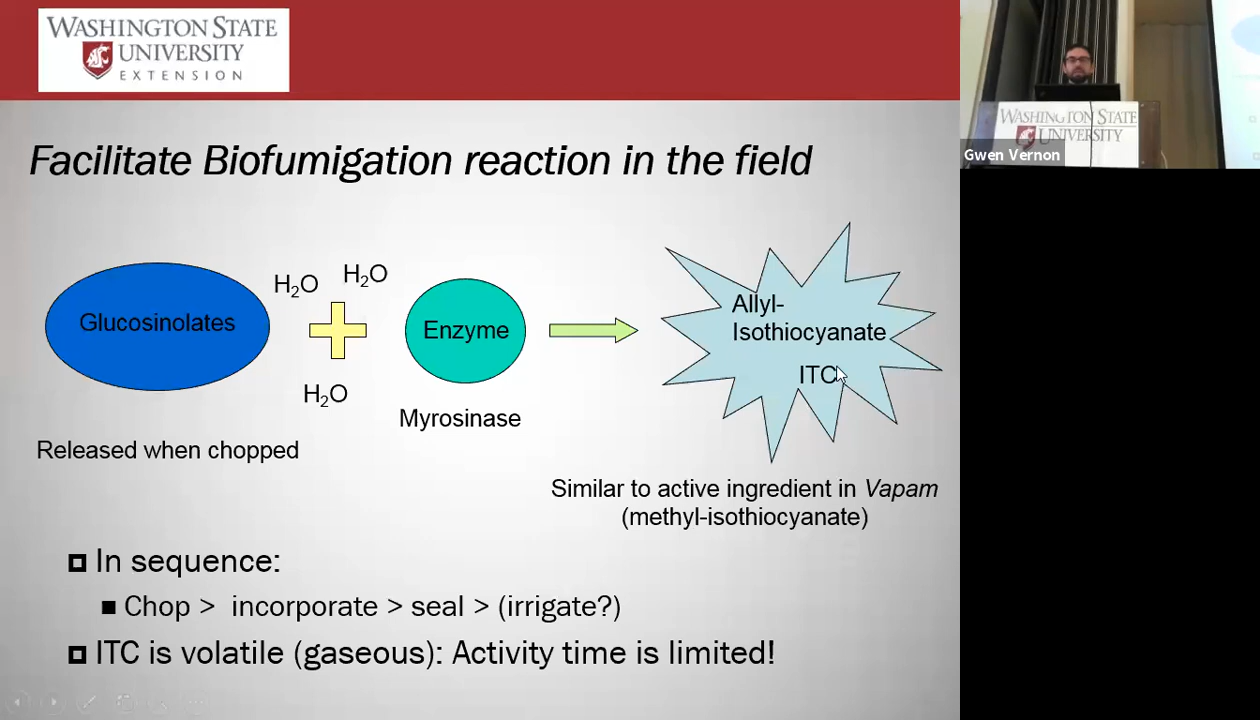 WASHINGTON STATE
UNIVERSITY
EXTENSION
Facilitate Biofumigation reaction in the field
Glucosinolates
H₂O
H₂O
H₂O
Enzyme
Myrosinase
Released when chopped
Allyl-
Isothiocyanate
ITC
Similar to active ingredient in Vapam
(methyl-isothiocyanate)
In sequence:
Chop > incorporate > seal > (irrigate?)
ITC is volatile (gaseous): Activity time is limited!
WASHINGTON STATE
UNIVERSITY
Gwen Vernon